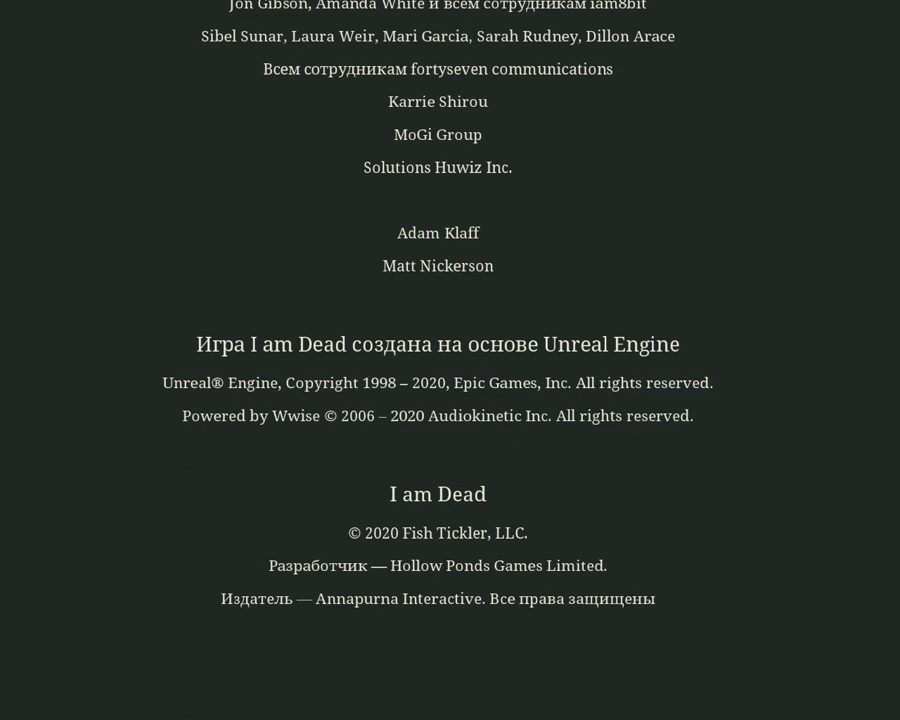 Jon Gibson, Amanda White и всем сотрудникам iam8bit
Sibel Sunar, Laura Weir, Mari Garcia, Sarah Rudney, Dillon Arace
Всем сотрудникам fortyseven communications
Karrie Shirou
MoGi Group
Solutions Huwiz Inc.
Adam Klaff
Matt Nickerson
Игра I am Dead создана на основе Unreal Engine
Unreal® Engine, Copyright 1998 – 2020, Epic Games, Inc. All rights reserved.
Powered by Wwise © 2006 – 2020 Audiokinetic Inc. All rights reserved.
I am Dead
© 2020 Fish Tickler, LLC.
Разработчик — Hollow Ponds Games Limited.
Издатель — Annapurna Interactive. Все права защищены